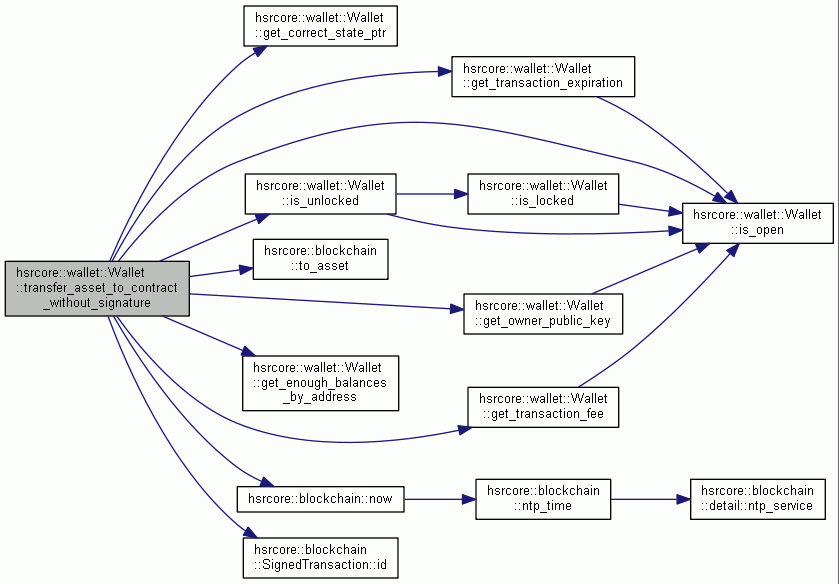 hsrcore::wallet::Wallet
::get_correct_state_ptr
hsrcore::wallet::Wallet
::get_transaction_expiration
hsrcore::wallet::Wallet
::is_unlocked
hsrcore::wallet::Wallet
::is_locked
hsrcore::wallet::Wallet
::is_open
hsrcore::blockchain
::to_asset
hsrcore::wallet::Wallet
::transfer_asset_to_contract
_without_signature
hsrcore::wallet::Wallet
::get_owner_public_key
hsrcore::wallet::Wallet
::get_enough_balances
_by_address
hsrcore::wallet::Wallet
::get_transaction_fee
hsrcore::blockchain::now
hsrcore::blockchain
::ntp_time
hsrcore::blockchain
::detail::ntp_service
hsrcore::blockchain
::SignedTransaction::id